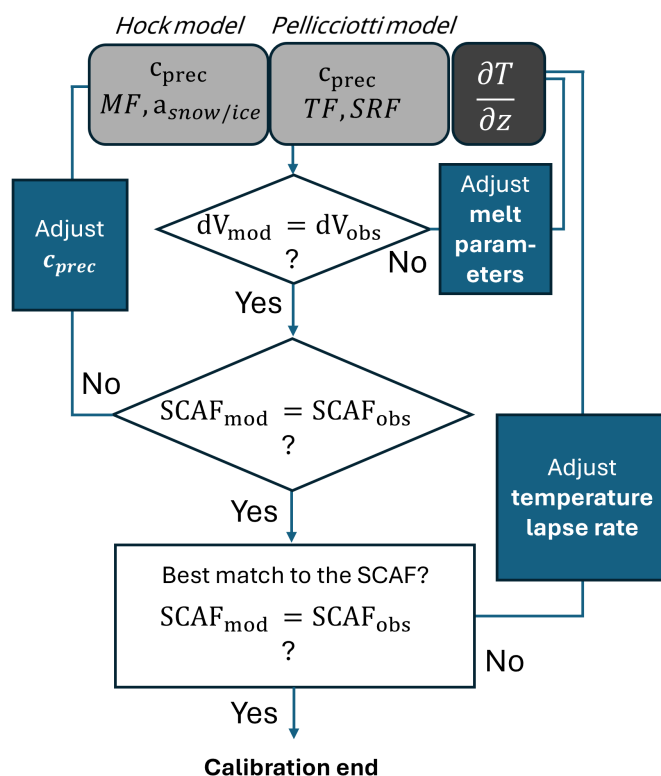 Hock model Pellicciotti model
c_prec
MF, a_snow/ice
c_prec
TF, SRF
∂T
∂z
Adjust
c_prec
dV_mod = dV_obs
?
No
Adjust
melt
param-
eters
Yes
No
SCAF_mod = SCAF_obs
?
Adjust
temperature
lapse rate
Yes
Best match to the SCAF?
SCAF_mod = SCAF_obs
?
No
Yes
Calibration end